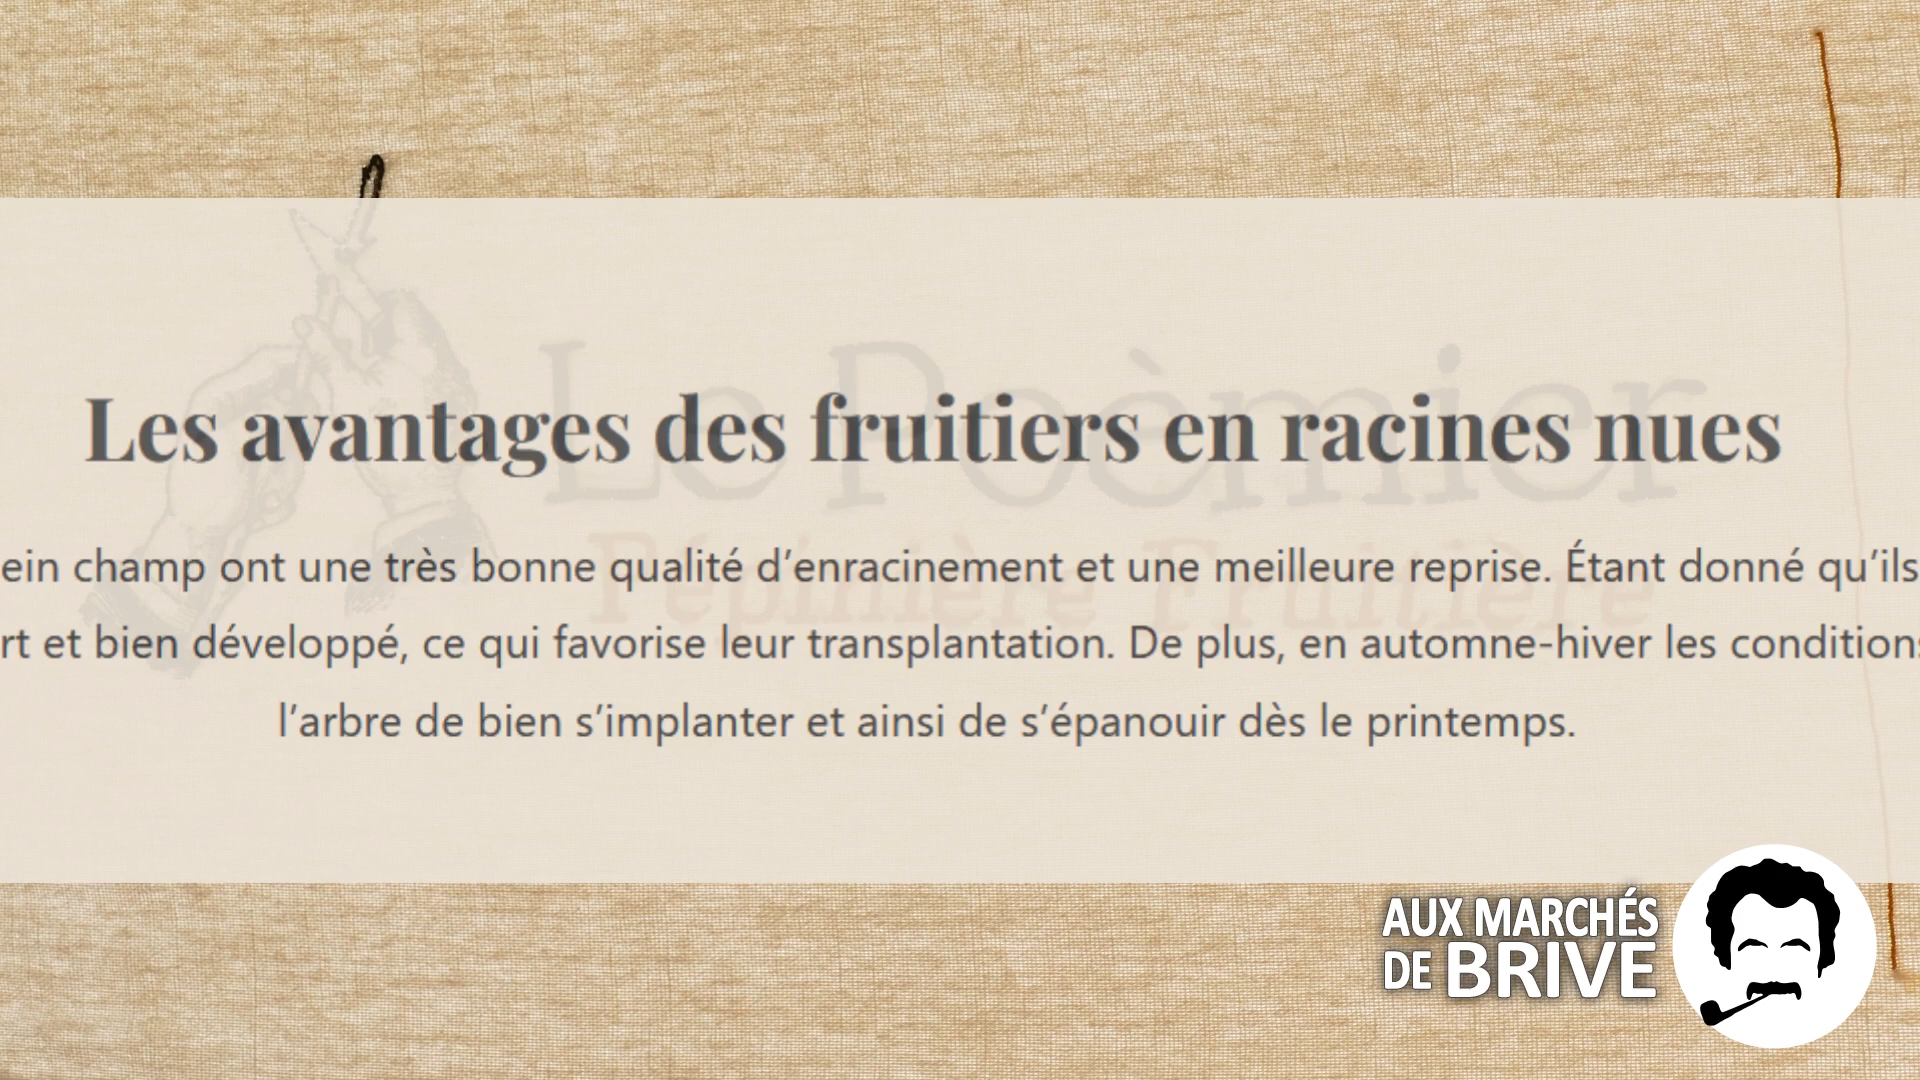 Le Poèmier
Pépinière Fruitière
Les avantages des fruitiers en racines nues
ein champ ont une très bonne qualité d’enracinement et une meilleure reprise. Étant donné qu’ils
rt et bien développé, ce qui favorise leur transplantation. De plus, en automne-hiver les conditions
l’arbre de bien s’implanter et ainsi de s’épanouir dès le printemps.
AUX MARCHÉS
DE BRIVE